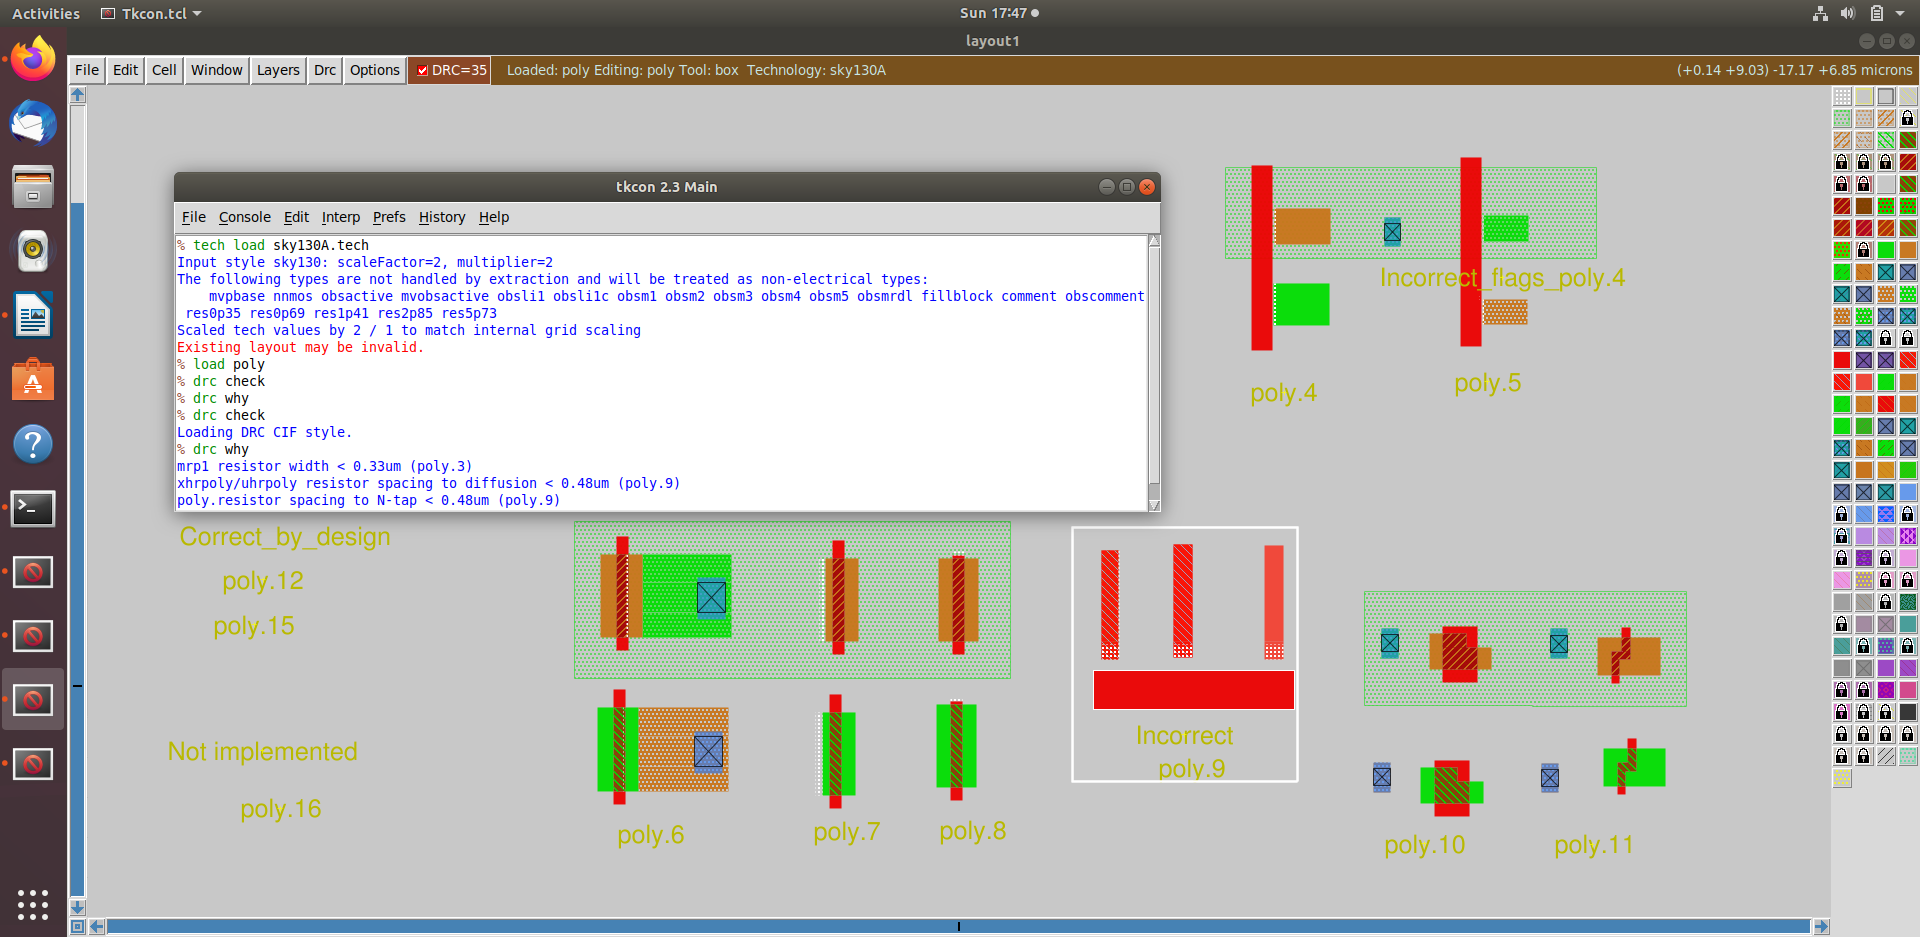 Activities Tkcon.tcl Sun 17:47
layout1
File Edit Cell Window Layers Drc Options DRC=35 Loaded: poly Editing: poly Tool: box Technology: sky130A (+0.14 +9.03) -17.17 +6.85 microns
tkcon 2.3 Main
File Console Edit Interp Prefs History Help
% tech load sky130A.tech
Input style sky130: scaleFactor=2, multiplier=2
The following types are not handled by extraction and will be treated as non-electrical types:
mvpbase nnmos obsactive mvobsactive obsli1 obsli1c obsm1 obsm2 obsm3 obsm4 obsm5 obsmrdl fillblock comment obscomment
res0p35 res0p69 res1p41 res2p85 res5p73
Scaled tech values by 2 / 1 to match internal grid scaling
Existing layout may be invalid.
% load poly
% drc check
% drc why
% drc check
Loading DRC CIF style.
% drc why
mrp1 resistor width < 0.33um (poly.3)
xhrpoly/uhrpoly resistor spacing to diffusion < 0.48um (poly.9)
poly.resistor spacing to N-tap < 0.48um (poly.9)
Incorrect_flags_poly.4
poly.4
poly.5
Correct_by_design
poly.12
poly.15
Not implemented
poly.16
poly.6
poly.7
poly.8
Incorrect
poly.9
poly.10
poly.11